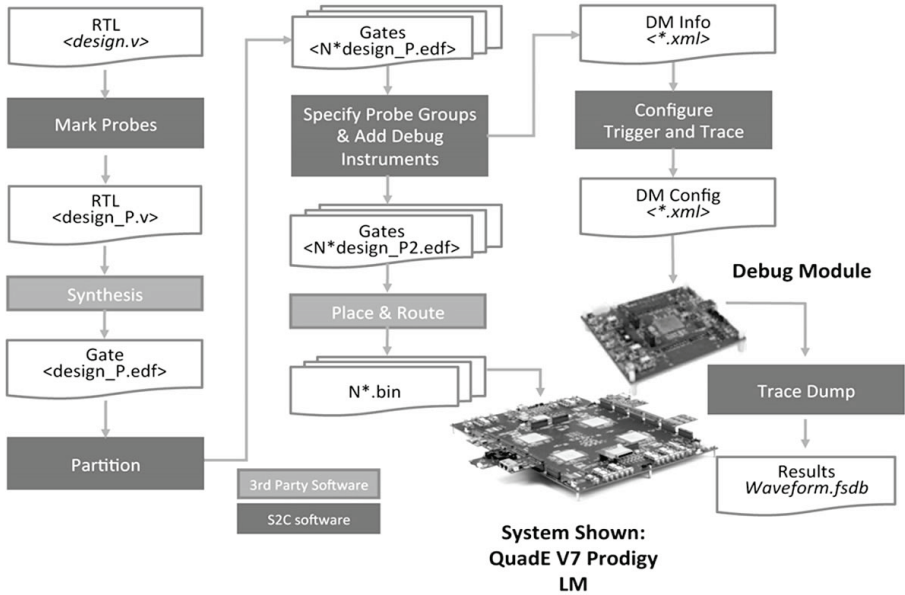 RTL
<design.v>
Mark Probes
RTL
<design_P.v>
Synthesis
Gate
<design_P.edf>
Partition
Gates
<N*design_P.edf>
Specify Probe Groups
& Add Debug
Instruments
Gates
<N*design_P2.edf>
Place & Route
N*.bin
3rd Party Software
S2C software
DM Info
<*.xml>
Configure
Trigger and Trace
DM Config
<*.xml>
Debug Module
Trace Dump
Results
Waveform.fsdb
System Shown:
QuadE V7 Prodigy
LM